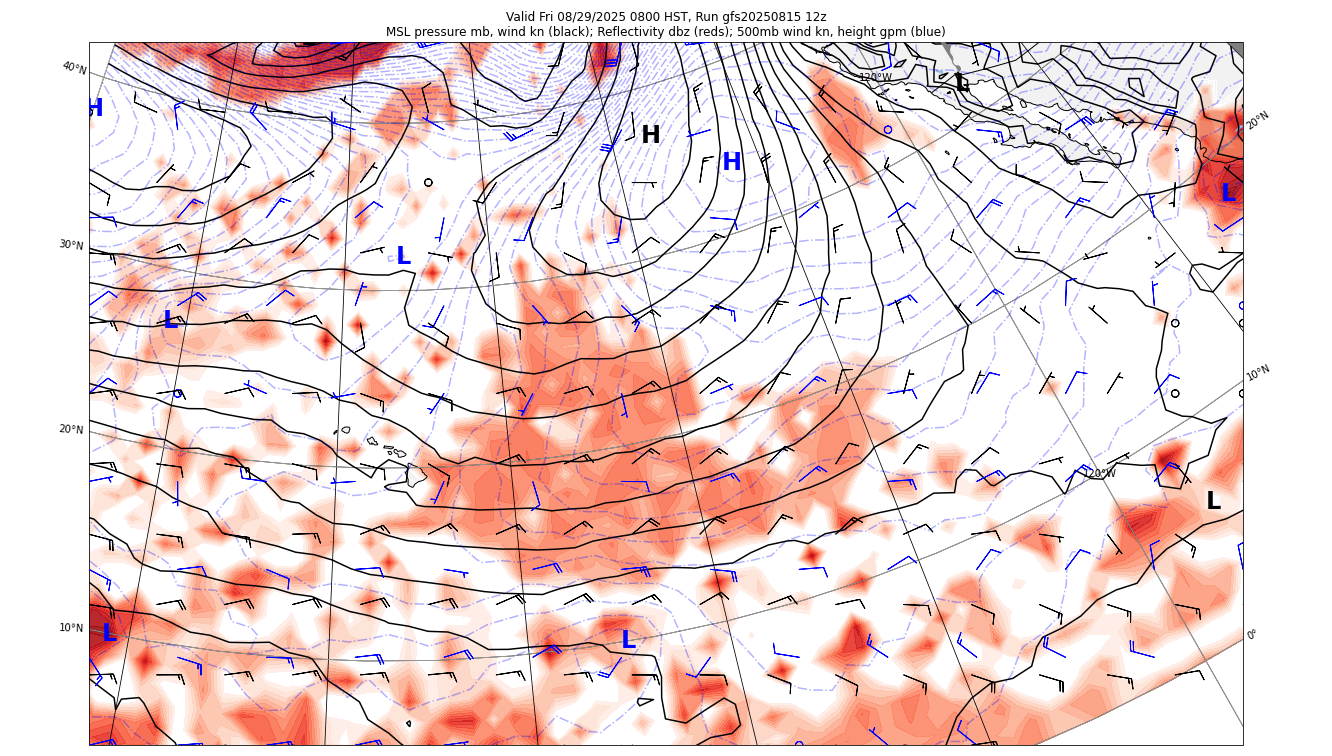 Valid Fri 08/29/2025 0800 HST, Run gfs20250815 12z
MSL pressure mb, wind kn (black); Reflectivity dbz (reds); 500mb wind kn, height gpm (blue)
40°N
120°W
L
H
20°N
H
H
L
30°N
L
L
10°N
20°N
120°W
L
10°N
L
L
0°